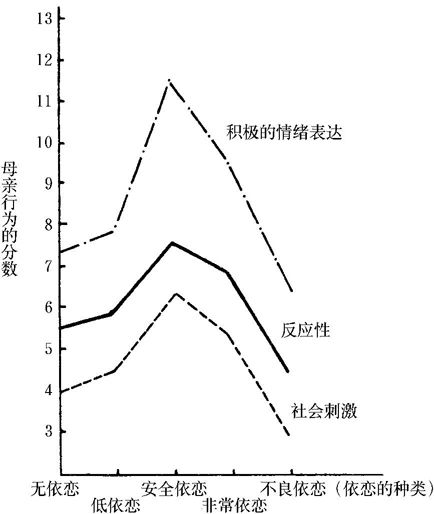 13
12
11
10
9
8
7
6
5
4
3
母亲行为的分数
积极的情绪表达
反应性
社会刺激
无依恋 安全依恋 不良依恋（依恋的种类）
低依恋 非常依恋